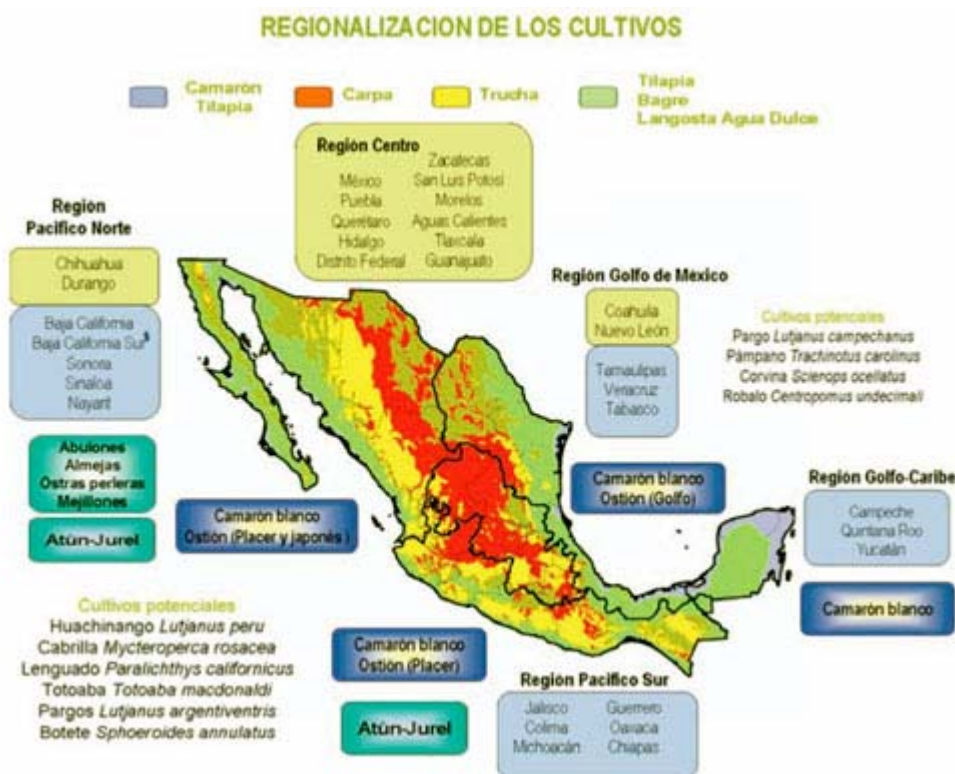 REGIONALIZACION DE LOS CULTIVOS
Camarón
Tilapia
Carpa
Trucha
Tilapia
Bagre
Langosta Agua Dulce
Región Centro
Zacatecas
México San Luis Potosí
Puebla Morelos
Querétaro Aguas Calientes
Hidalgo Tlaxcala
Distrito Federal Guanajuato
Región
Pacifico Norte
Chihuahua
Durango
Baja California
Baja California Sur
Sonora
Sinaloa
Nayarit
Abulones
Almejas
Ostras perleras
Mejillones
Atún-Jurel
Camarón blanco
Ostión (Placer y japonés)
Región Golfo de México
Coahuila
Nuevo León
Tamaulipas
Veracruz
Tabasco
Cultivos potenciales
Pargo Lutjanus campechanus
Pámpano Trachinotus carolinus
Corvina Scierops ocellatus
Robalo Centropomus undecimali
Camarón blanco
Ostión (Golfo)
Región Golfo-Caribe
Campeche
Quintana Roo
Yucatán
Camarón blanco
Cultivos potenciales
Huachinango Lutjanus peru
Cabrilla Mycteroperca rosacea
Lenguado Paralichthys californicus
Totoaba Totoaba macdonaldi
Pargos Lutjanus argentiventris
Botete Sphoeroides annulatus
Camarón blanco
Ostión (Placer)
Atún-Jurel
Región Pacifico Sur
Jalisco Guerrero
Colima Oaxaca
Michoacán Chiapas